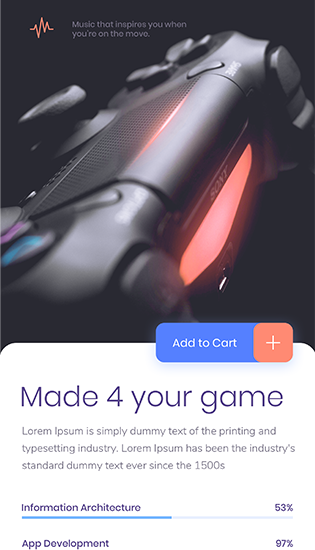 Music that inspires you when
you're on the move.
SHARE
SONY
Add to Cart
Made 4 your game
Lorem Ipsum is simply dummy text of the printing and
typesetting industry. Lorem Ipsum has been the industry's
standard dummy text ever since the 1500s
Information Architecture 53%
App Development 97%